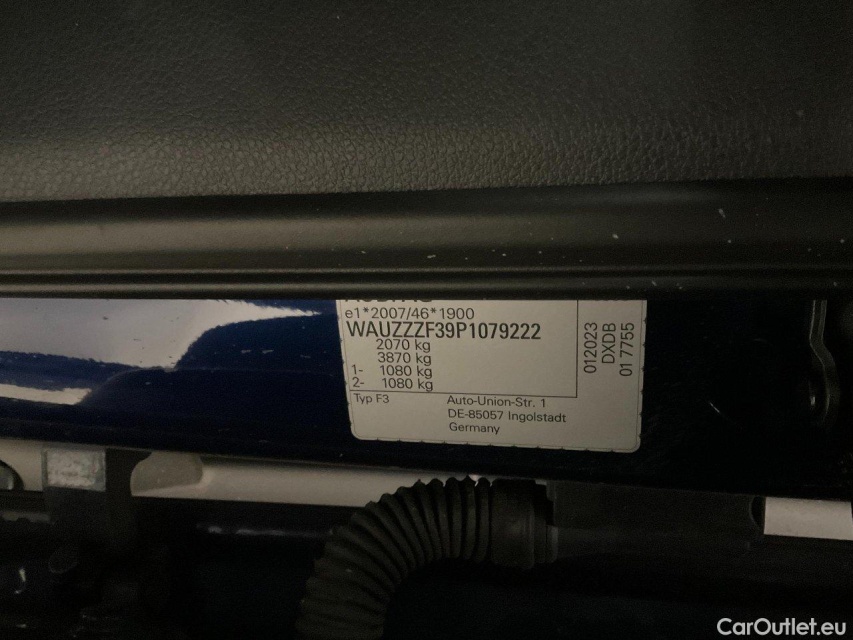 e1*2007/46*1900
WAUZZZF39P1079222
2070 kg
3870 kg
1- 1080 kg
2- 1080 kg
Typ F3
Auto-Union-Str. 1
DE-85057 Ingolstadt
Germany
012023
DXDB
01 7755
CarOutlet.eu